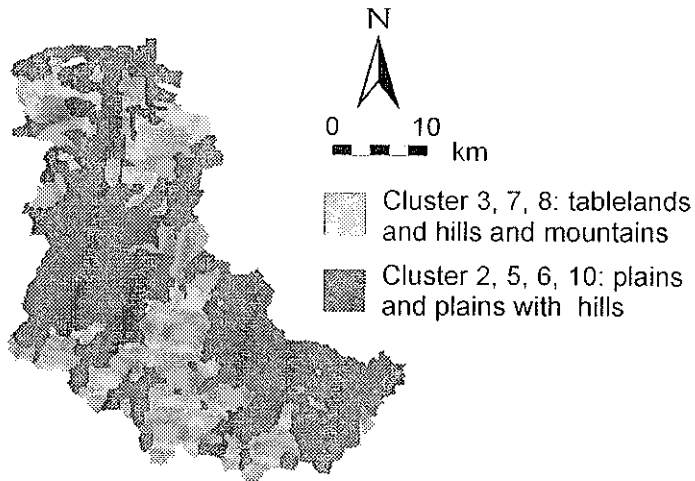 N
0 10
km
Cluster 3, 7, 8: tablelands
and hills and mountains
Cluster 2, 5, 6, 10: plains
and plains with hills